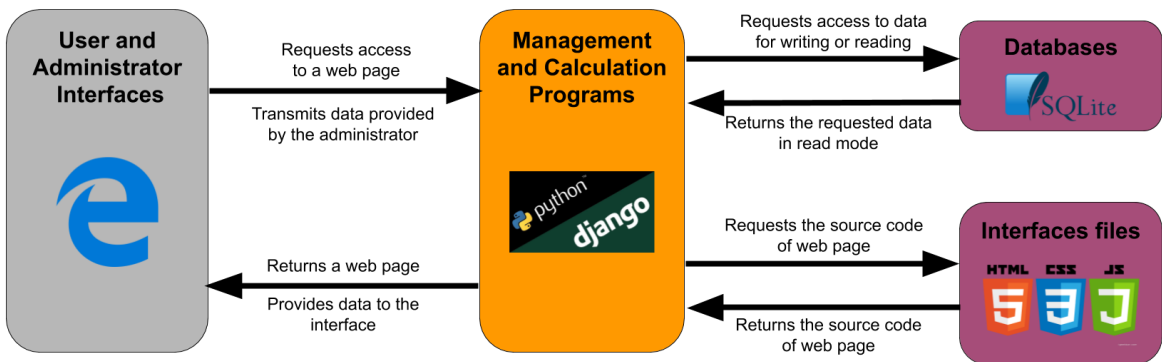 User and
Administrator
Interfaces
Requests access
to a web page
Transmits data provided
by the administrator
Returns a web page
Provides data to the
interface
Management
and Calculation
Programs
python™
django
Requests access to data
for writing or reading
Returns the requested data
in read mode
Databases
SQLite
Requests the source code
of web page
Returns the source code
of web page
Interfaces files
HTML CSS JS
5 3